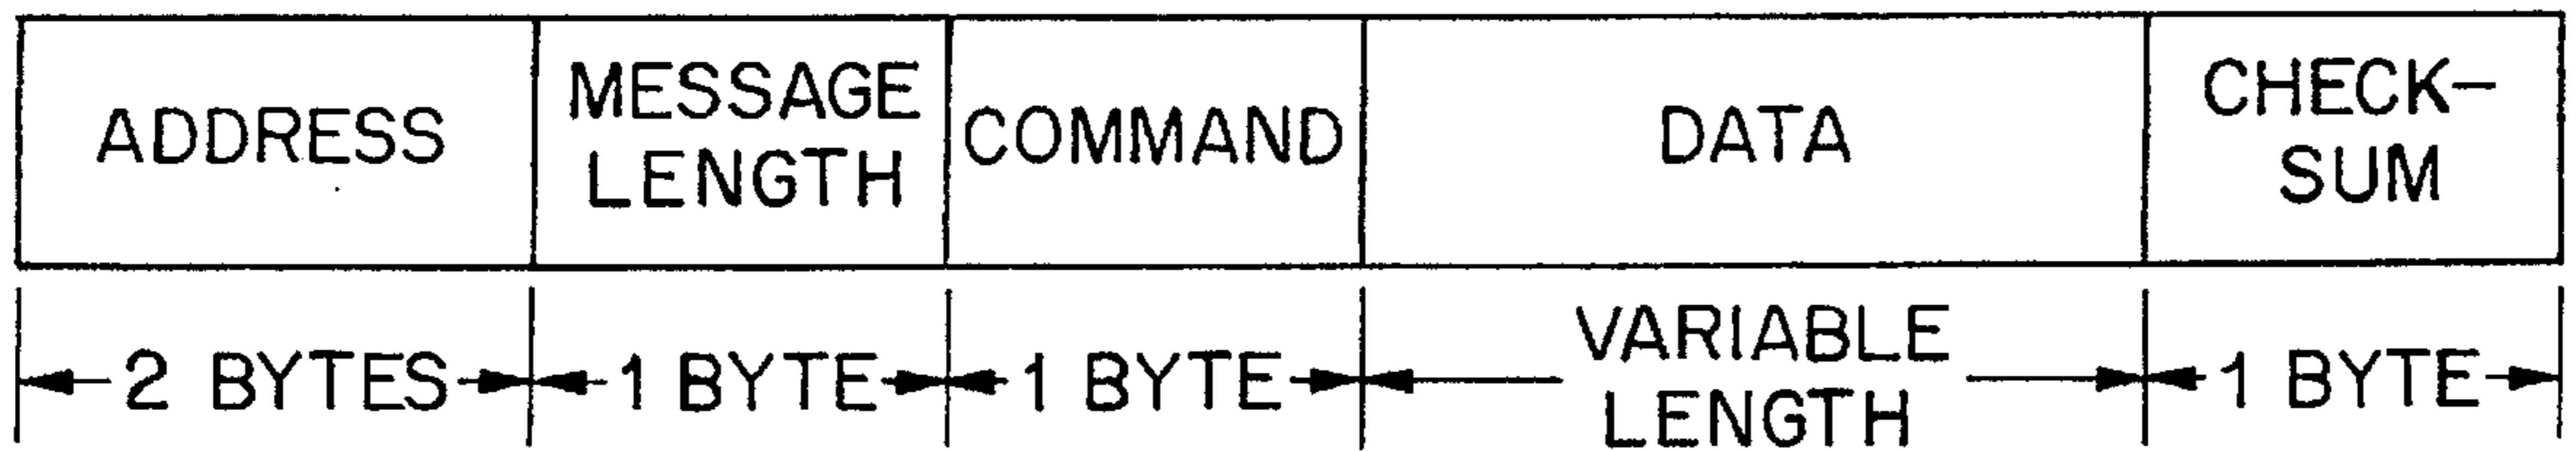 ADDRESS
MESSAGE
LENGTH
COMMAND
DATA
CHECK-
SUM
2 BYTES
1 BYTE
1 BYTE
VARIABLE
LENGTH
1 BYTE